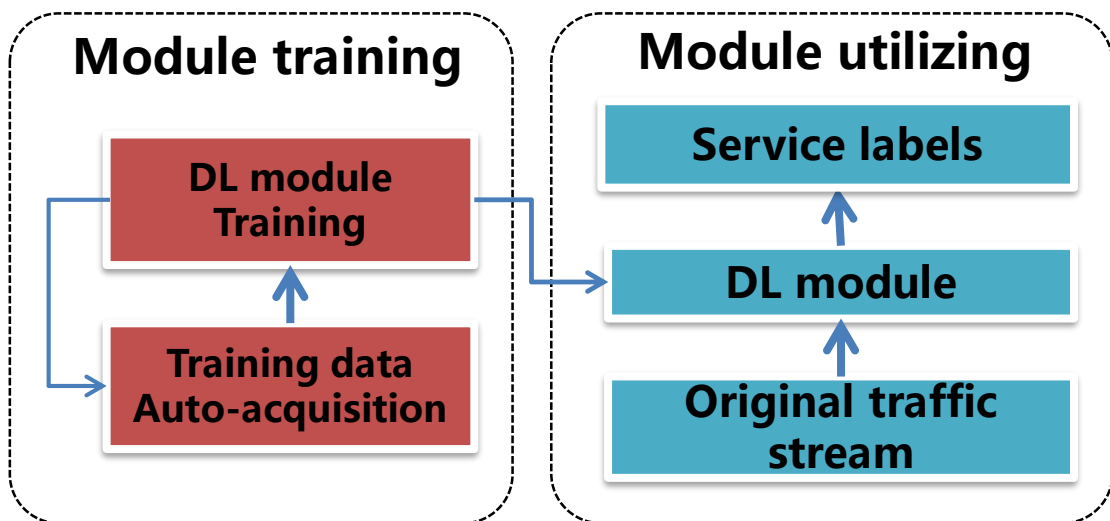 Module training
DL module
Training
Training data
Auto-acquisition
Module utilizing
Service labels
DL module
Original traffic
stream